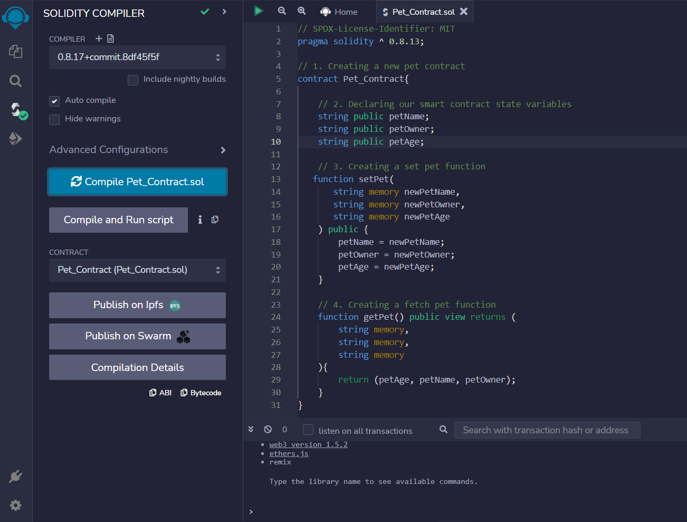 SOLIDITY COMPILER
COMPILER
0.8.17+commit.8df45f5f
Include nightly builds
Auto compile
Hide warnings
Advanced Configurations
Compile Pet_Contract.sol
Compile and Run script
CONTRACT
Pet_Contract (Pet_Contract.sol)
Publish on Ipfs IPFS
Publish on Swarm
Compilation Details
ABI Bytecode
Home Pet_Contract.sol
1 // SPDX-License-Identifier: MIT
2 pragma solidity ^ 0.8.13;
3
4 // 1. Creating a new pet contract
5 contract Pet_Contract{
6
7 // 2. Declaring our smart contract state variables
8 string public petName;
9 string public petOwner;
10 string public petAge;
11
12 // 3. Creating a set pet function
13 function setPet(
14 string memory newPetName,
15 string memory newPetOwner,
16 string memory newPetAge
17 ) public {
18 petName = newPetName;
19 petOwner = newPetOwner;
20 petAge = newPetAge;
21 }
22
23 // 4. Creating a fetch pet function
24 function getPet() public view returns (
25 string memory,
26 string memory,
27 string memory
28 ){
29 return (petAge, petName, petOwner);
30 }
31 }
0 listen on all transactions Search with transaction hash or address
• web3 version 1.5.2
• ethers.js
• remix
Type the library name to see available commands.
>